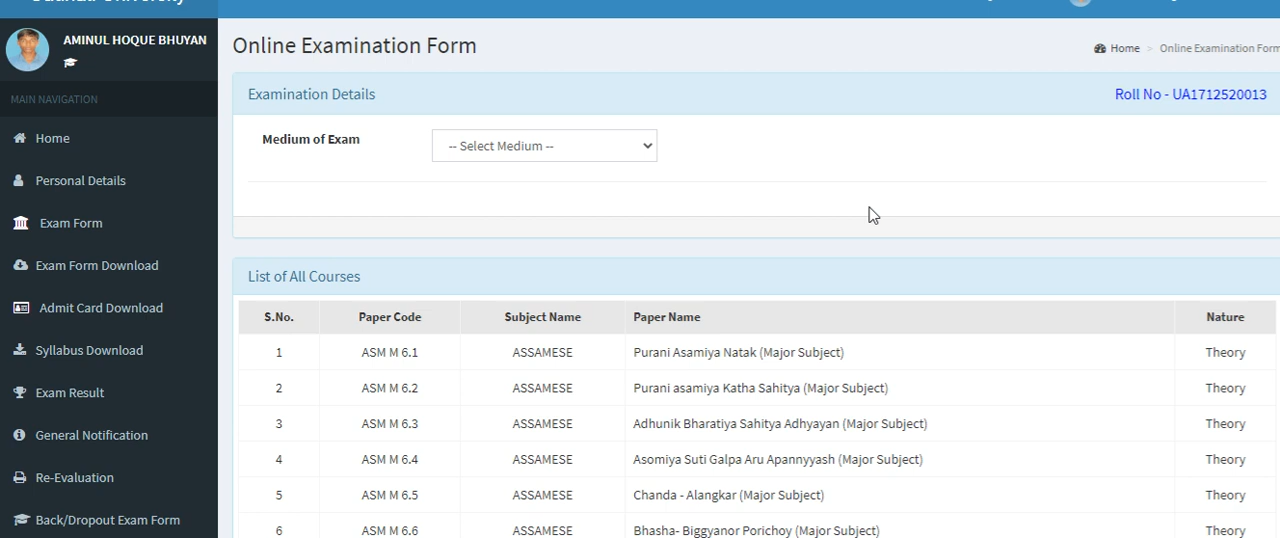 AMINUL HOQUE BHUYAN
MAIN NAVIGATION
Home
Personal Details
Exam Form
Exam Form Download
Admit Card Download
Syllabus Download
Exam Result
General Notification
Re-Evaluation
Back/Dropout Exam Form
Online Examination Form
Home > Online Examination Form
Examination Details
Roll No - UA1712520013
Medium of Exam
-- Select Medium --
List of All Courses
S.No. Paper Code Subject Name Paper Name Nature
1 ASM M 6.1 ASSAMESE Purani Asamiya Natak (Major Subject) Theory
2 ASM M 6.2 ASSAMESE Purani asamiya Katha Sahitya (Major Subject) Theory
3 ASM M 6.3 ASSAMESE Adhunik Bharatiya Sahitya Adhyayan (Major Subject) Theory
4 ASM M 6.4 ASSAMESE Asomiya Suti Galpa Aru Apannyyash (Major Subject) Theory
5 ASM M 6.5 ASSAMESE Chanda - Alangkar (Major Subject) Theory
6 ASM M 6.6 ASSAMESE Bhasha- Biggyanor Porichoy (Major Subject) Theory